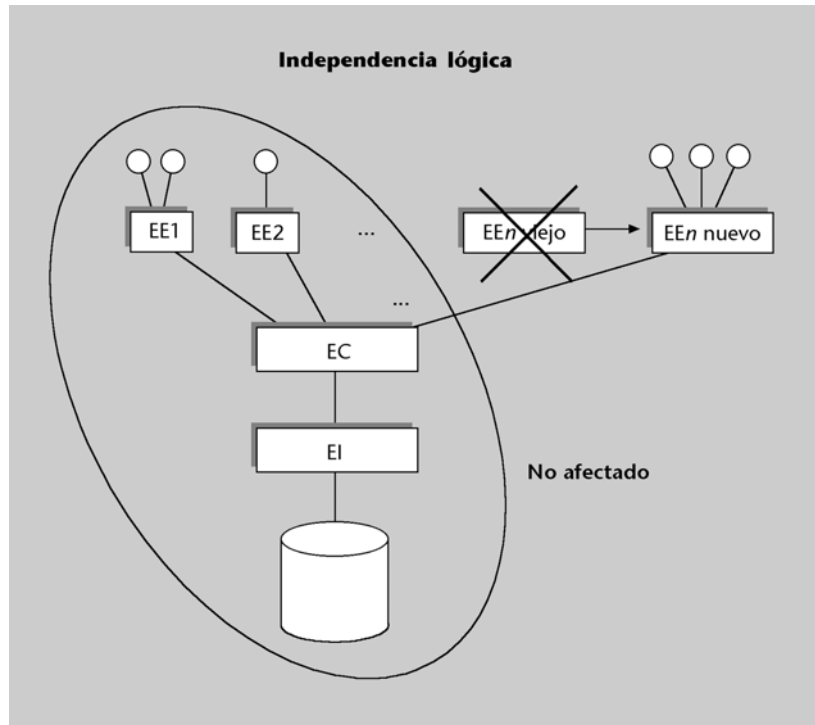 Independencia lógica
EE1
EE2
...
EEn viejo
EEn nuevo
...
EC
EI
No afectado